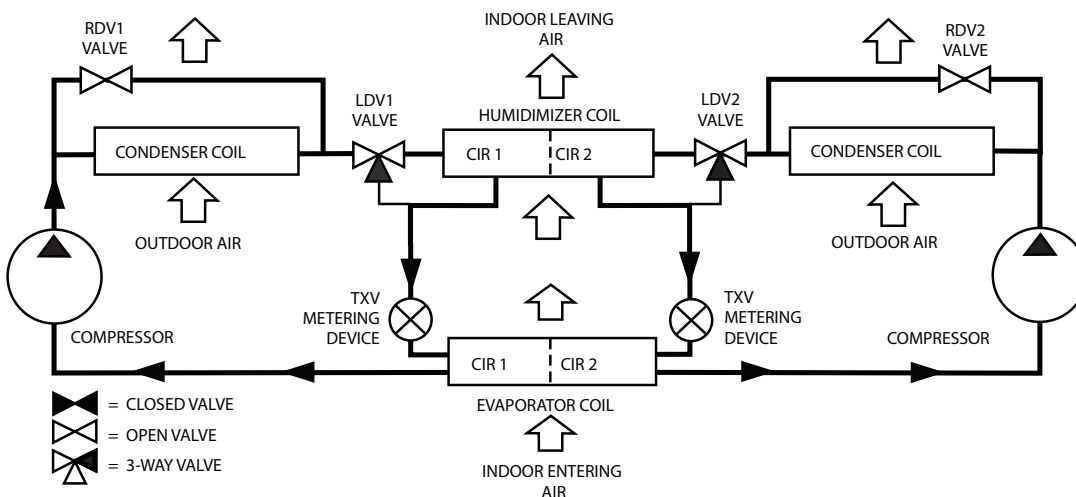 RDV1
VALVE
INDOOR LEAVING
AIR
RDV2
VALVE
LDV1
VALVE
HUMIDIMIZER COIL
LDV2
VALVE
CONDENSER COIL
CIR 1
CIR 2
CONDENSER COIL
OUTDOOR AIR
OUTDOOR AIR
TXV
METERING
DEVICE
TXV
METERING
DEVICE
COMPRESSOR
COMPRESSOR
CIR 1
CIR 2
EVAPORATOR COIL
= CLOSED VALVE
= OPEN VALVE
= 3-WAY VALVE
INDOOR ENTERING
AIR